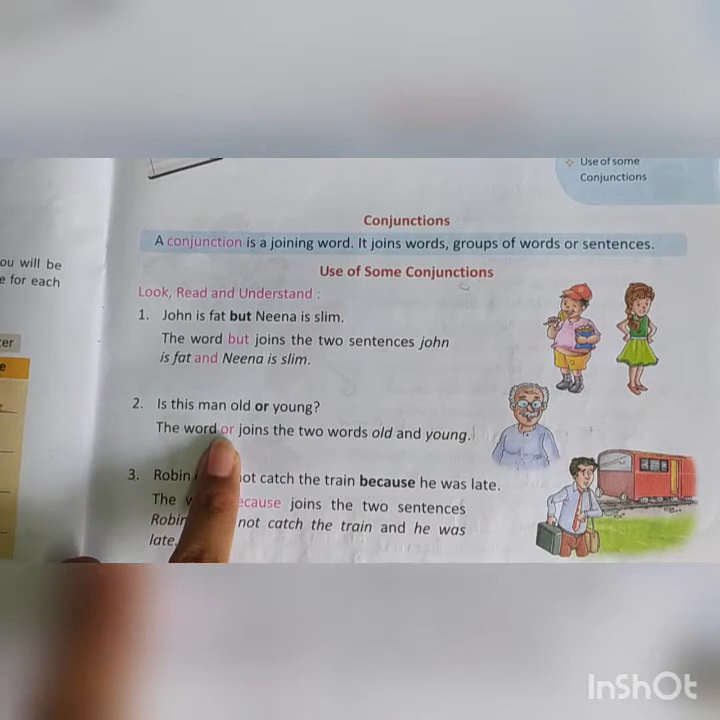 Use of some
Conjunctions
ou will be
e for each
ter
e
Conjunctions
A conjunction is a joining word. It joins words, groups of words or sentences.
Use of Some Conjunctions
Look, Read and Understand :
1. John is fat but Neena is slim.
The word but joins the two sentences john
is fat and Neena is slim.
2. Is this man old or young?
The word or joins the two words old and young.
3. Robin ot catch the train because he was late.
The ecause joins the two sentences
Robin not catch the train and he was
late.
InShOt